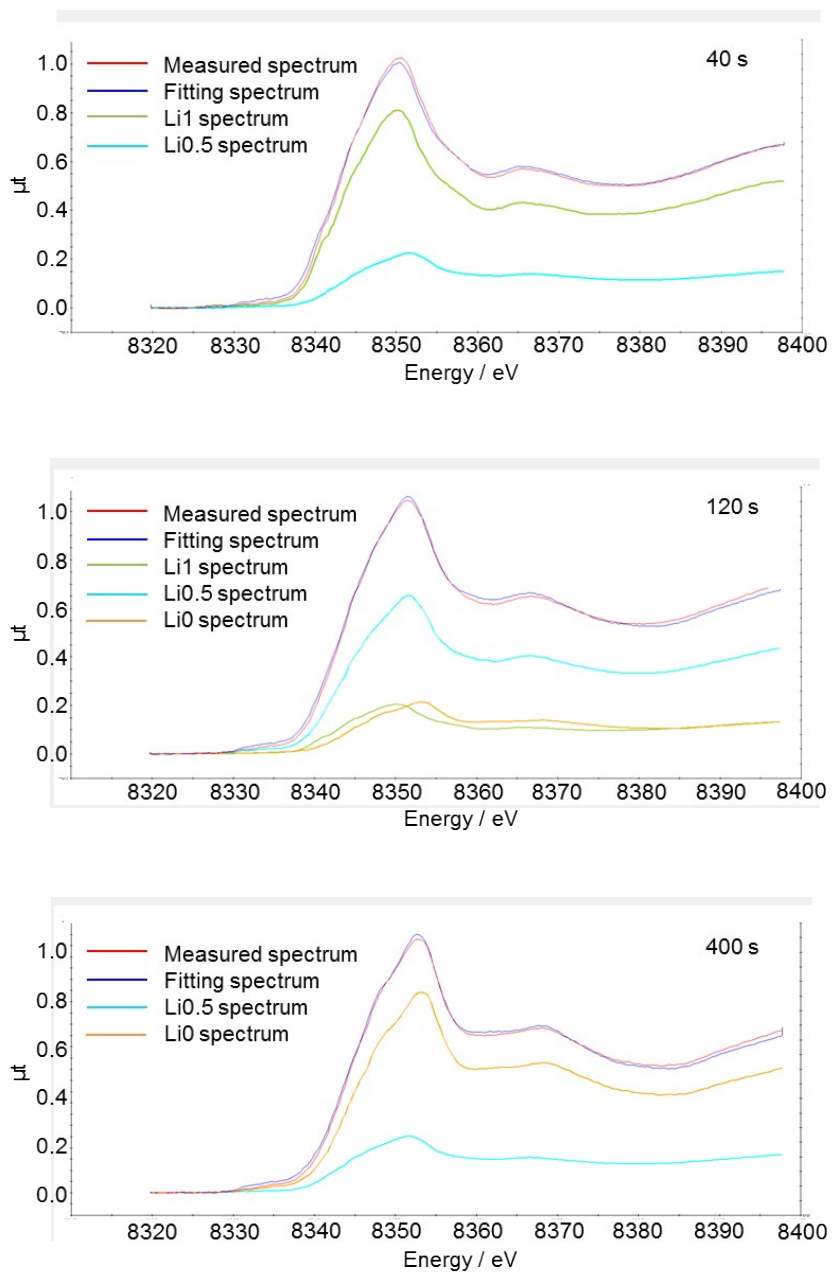 40 s
Measured spectrum
Fitting spectrum
Li1 spectrum
Li0.5 spectrum
1.0
0.8
0.6
0.4
0.2
0.0
μt
8320 8330 8340 8350 8360 8370 8380 8390 8400
Energy / eV
120 s
Measured spectrum
Fitting spectrum
Li1 spectrum
Li0.5 spectrum
Li0 spectrum
1.0
0.8
0.6
0.4
0.2
0.0
μt
8320 8330 8340 8350 8360 8370 8380 8390 8400
Energy / eV
400 s
Measured spectrum
Fitting spectrum
Li0.5 spectrum
Li0 spectrum
1.0
0.8
0.6
0.4
0.2
0.0
μt
8320 8330 8340 8350 8360 8370 8380 8390 8400
Energy / eV